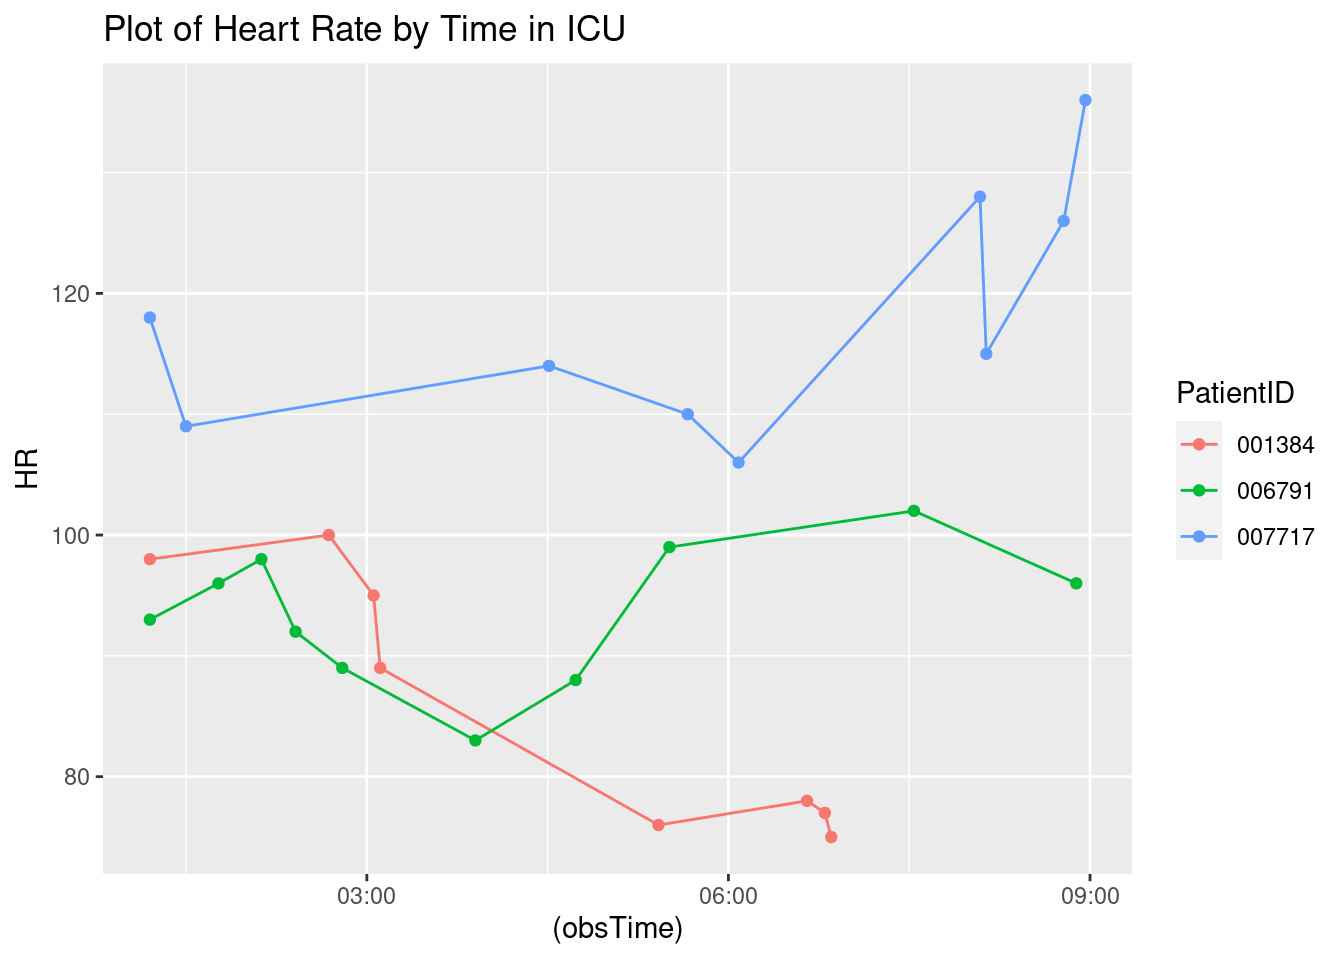 Plot of Heart Rate by Time in ICU
HR
120
100
80
03:00 06:00 09:00
(obsTime)
PatientID
001384
006791
007717